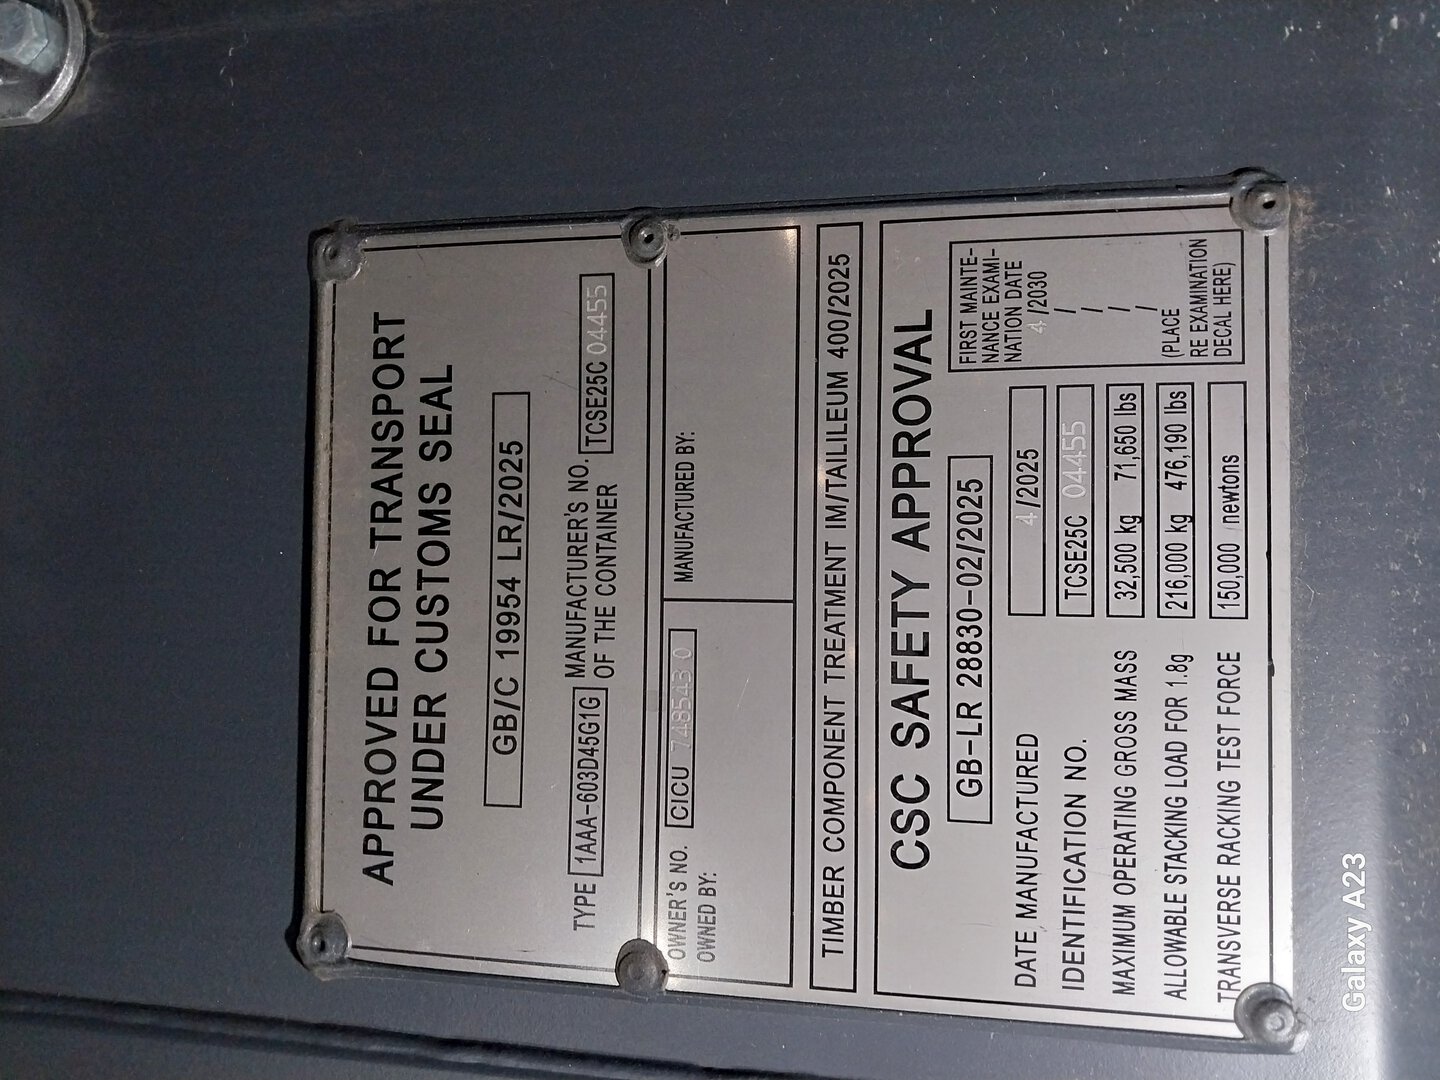 APPROVED FOR TRANSPORT
UNDER CUSTOMS SEAL
GB/C 19954 LR/2025
TYPE 1AAA-603D45G1G MANUFACTURER'S NO. OF THE CONTAINER TCSE25C 04455
OWNER'S NO. CICU 748543 0
OWNED BY:
MANUFACTURED BY:
TIMBER COMPONENT TREATMENT IM/TAILILEUM 400/2025
CSC SAFETY APPROVAL
GB-LR 28830-02/2025
DATE MANUFACTURED 4/2025
IDENTIFICATION NO. TCSE25C 04455
MAXIMUM OPERATING GROSS MASS 32,500 kg 71,650 lbs
ALLOWABLE STACKING LOAD FOR 1.8g 216,000 kg 476,190 lbs
TRANSVERSE RACKING TEST FORCE 150,000 newtons
FIRST MAINTE-
NANCE EXAMI-
NATION DATE
4/2030
/
/
/
/
(PLACE
RE EXAMINATION
DECAL HERE)
Galaxy A23